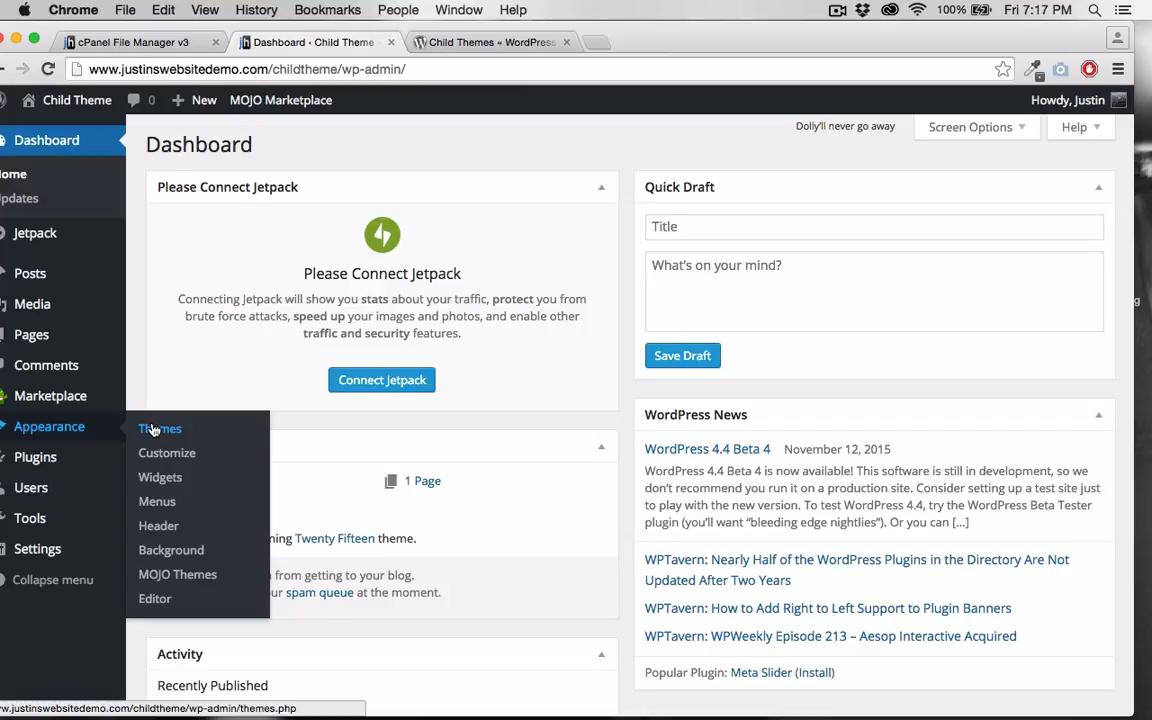 Chrome File Edit View History Bookmarks People Window Help 100% Fri 7:17 PM
cPanel File Manager v3 × Dashboard ‹ Child Theme × Child Themes « WordPress ×
www.justinswebsitedemo.com/childtheme/wp-admin/
Child Theme 0 New MOJO Marketplace Howdy, Justin
Dolly'll never go away Screen Options Help
Dashboard
Home
Updates
Jetpack
Posts
Media
Pages
Comments
Marketplace
Appearance
Plugins
Users
Tools
Settings
Collapse menu
Themes
Customize
Widgets
Menus
Header
Background
MOJO Themes
Editor
Dashboard
Please Connect Jetpack
Please Connect Jetpack
Connecting Jetpack will show you stats about your traffic, protect you from
brute force attacks, speed up your images and photos, and enable other
traffic and security features.
Connect Jetpack
1 Page
Twenty Fifteen theme.
from getting to your blog.
spam queue at the moment.
Activity
Recently Published
Quick Draft
Title
What's on your mind?
Save Draft
WordPress News
WordPress 4.4 Beta 4 November 12, 2015
WordPress 4.4 Beta 4 is now available! This software is still in development, so we
don't recommend you run it on a production site. Consider setting up a test site just
to play with the new version. To test WordPress 4.4, try the WordPress Beta Tester
plugin (you'll want "bleeding edge nightlies"). Or you can [...]
WPTavern: Nearly Half of the WordPress Plugins in the Directory Are Not
Updated After Two Years
WPTavern: How to Add Right to Left Support to Plugin Banners
WPTavern: WPWeekly Episode 213 – Aesop Interactive Acquired
Popular Plugin: Meta Slider (Install)
w.justinswebsitedemo.com/childtheme/wp-admin/themes.php